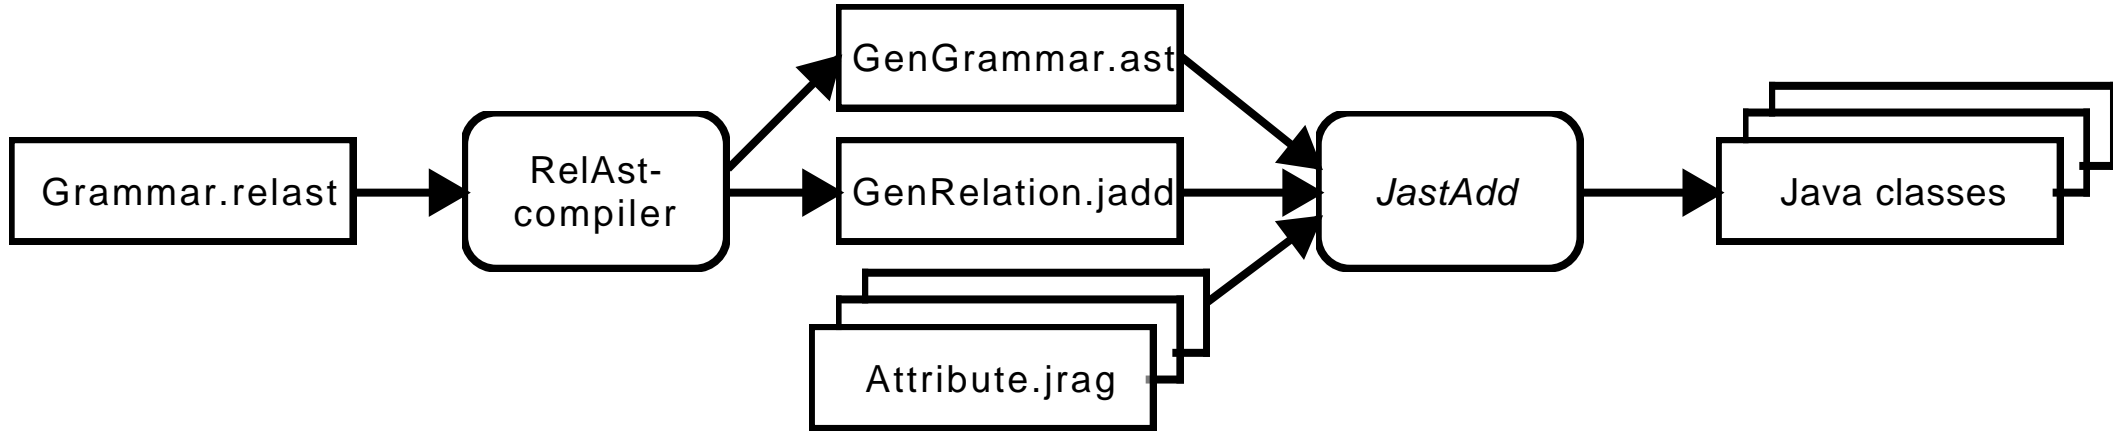 Grammar.relast
RelAst-
compiler
GenGrammar.ast
GenRelation.jadd
Attribute.jrag
JastAdd
Java classes